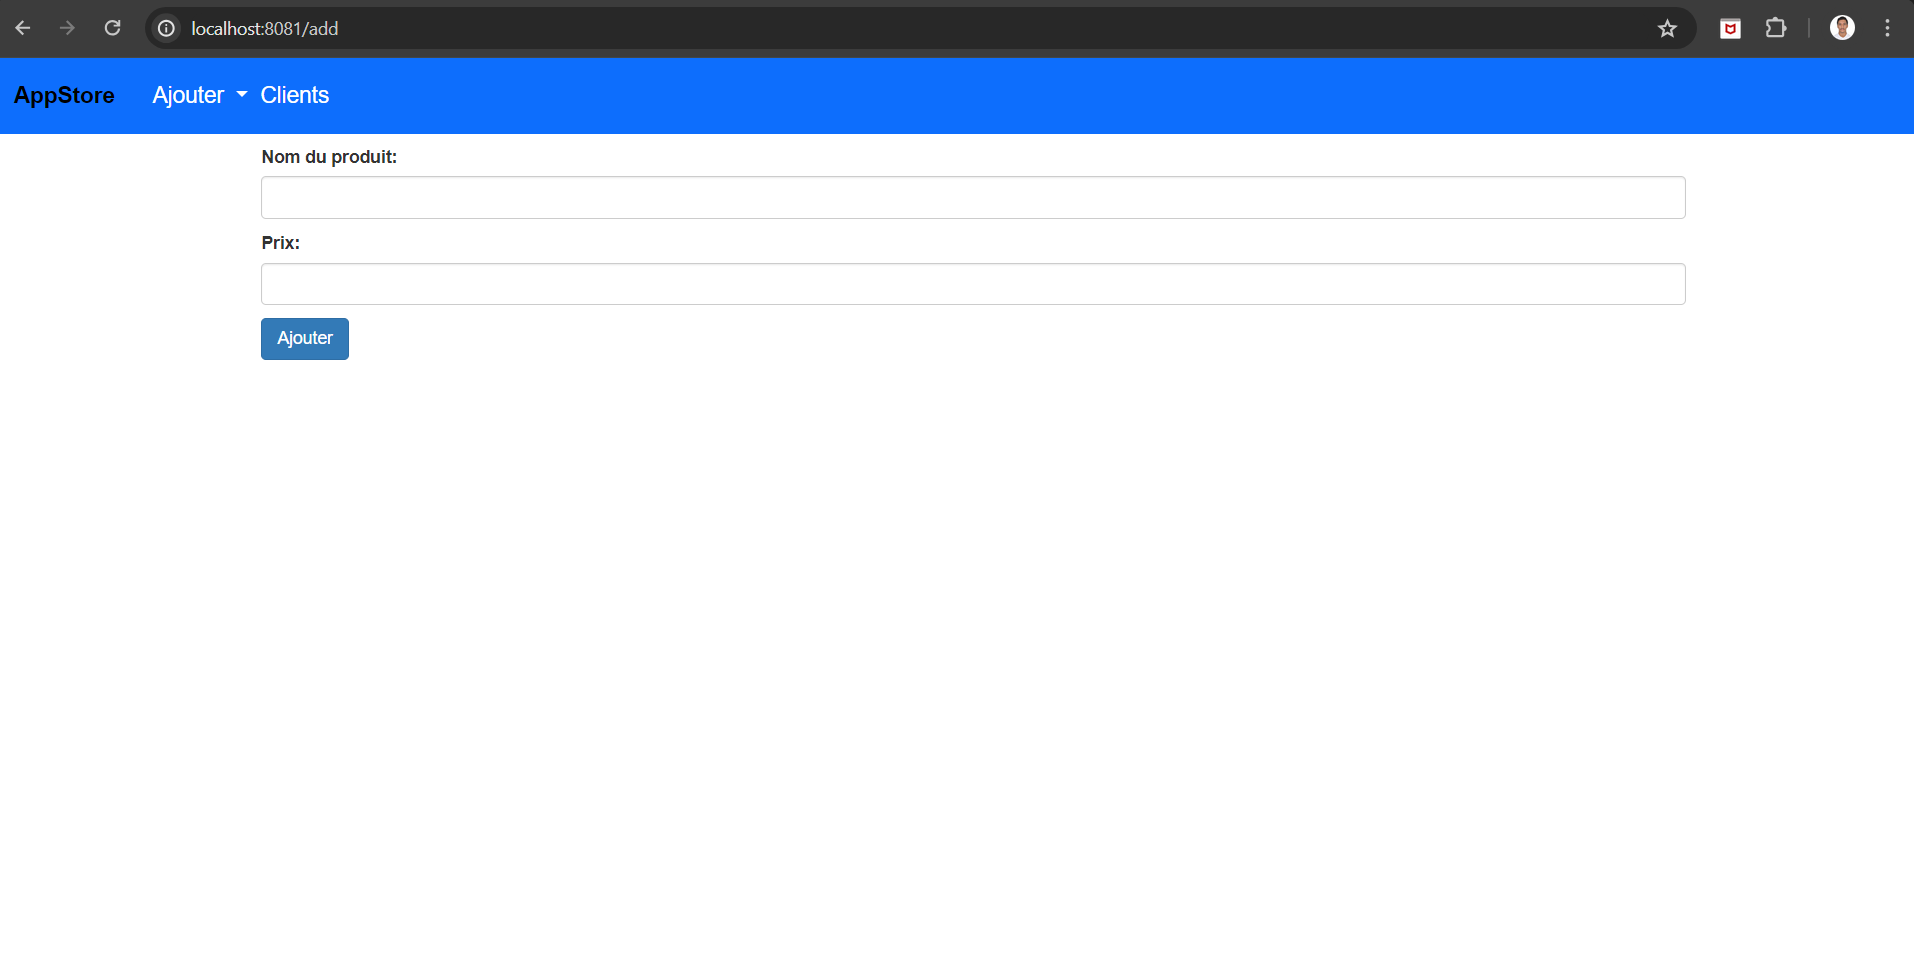 localhost:8081/add
AppStore Ajouter Clients
Nom du produit:
Prix:
Ajouter